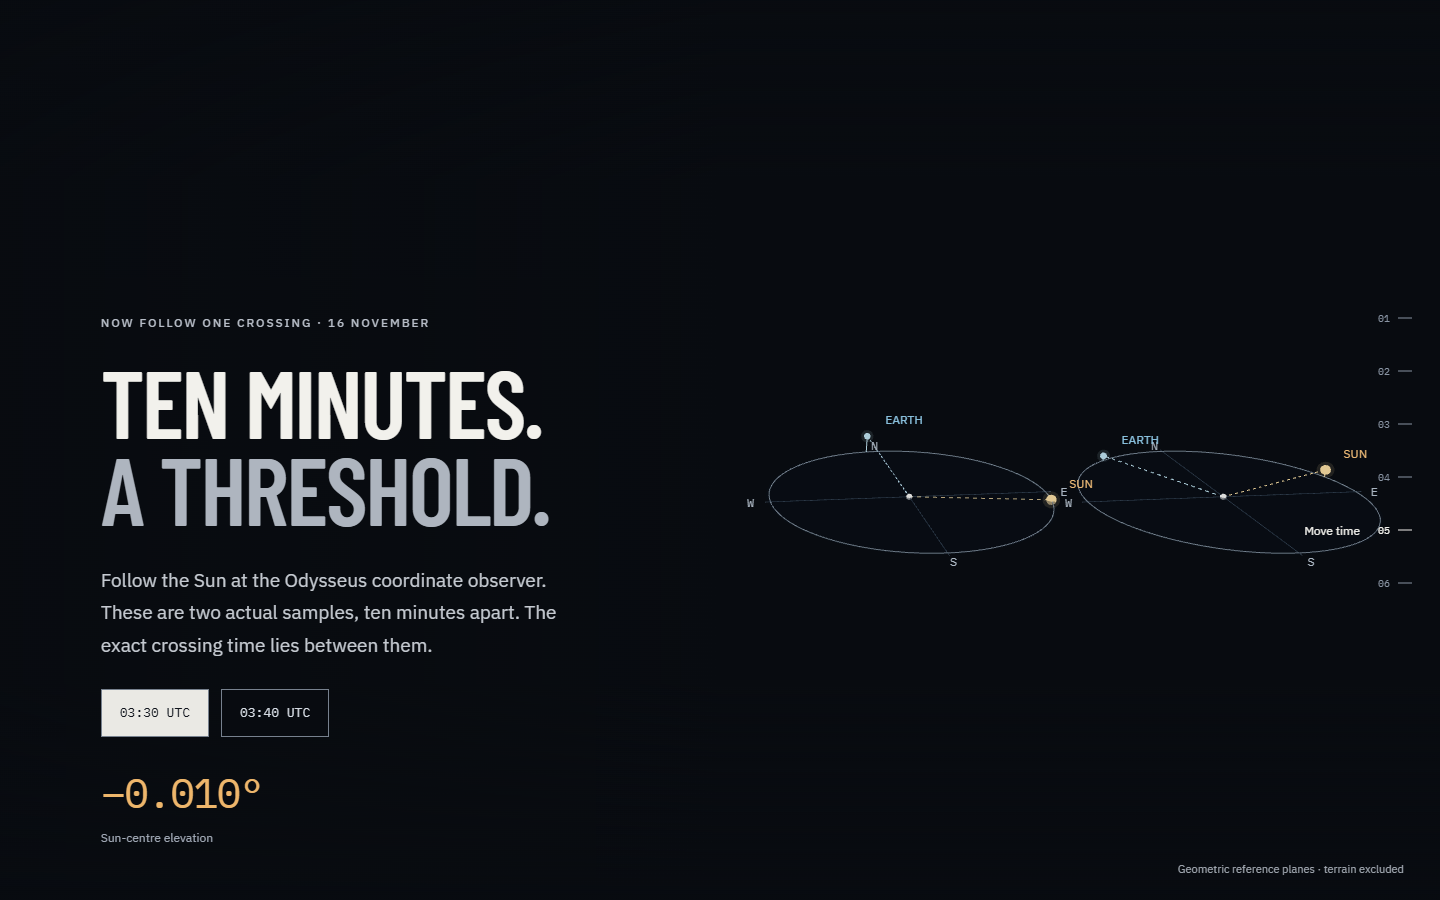 NOW FOLLOW ONE CROSSING · 16 NOVEMBER
TEN MINUTES.
A THRESHOLD.
Follow the Sun at the Odysseus coordinate observer.
These are two actual samples, ten minutes apart. The
exact crossing time lies between them.
03:30 UTC
03:40 UTC
−0.010°
Sun-centre elevation
EARTH
N
W
E
SUN
S
EARTH
N
SUN
W
E
S
01
02
03
04
Move time 05
06
Geometric reference planes · terrain excluded